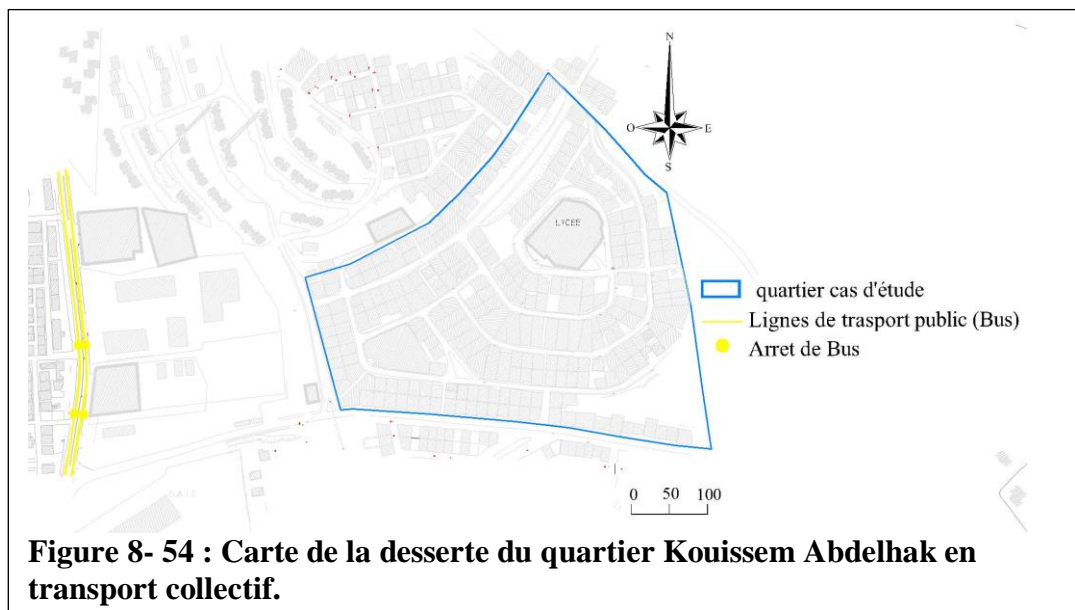 N
O
E
S
LYCEE
quartier cas d'étude
Lignes de trasport public (Bus)
Arret de Bus
0 50 100
D.A.I.C
Figure 8- 54 : Carte de la desserte du quartier Kouissem Abdelhak en
transport collectif.